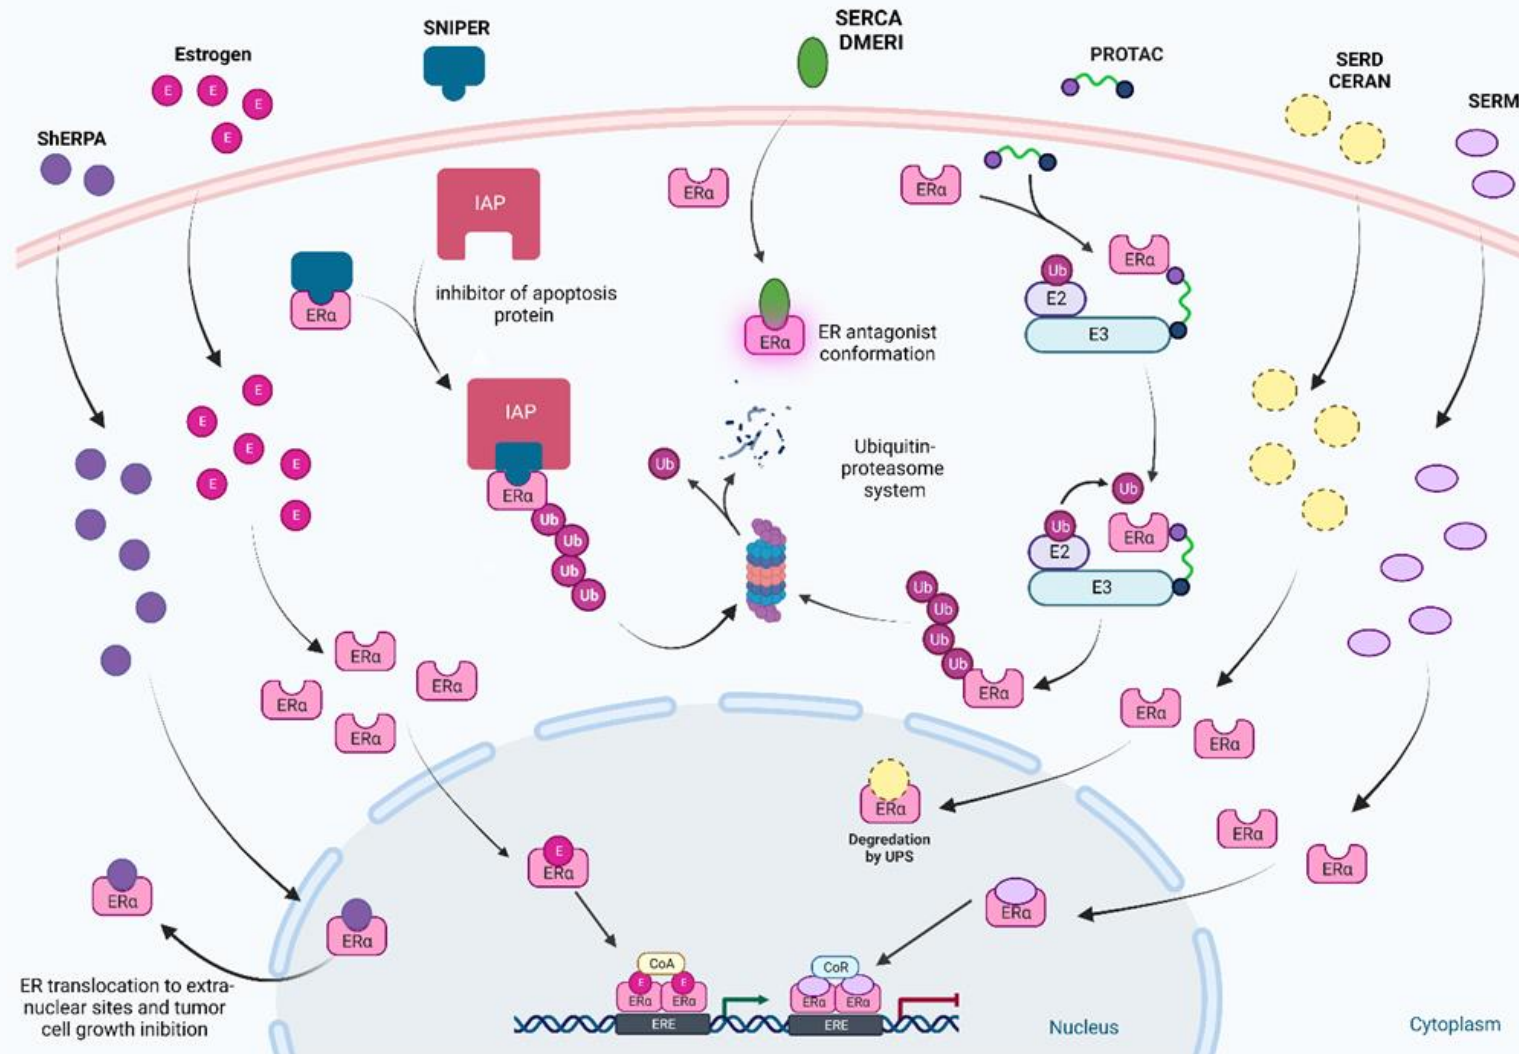 SNIPER
SERCA
DMERI
Estrogen
PROTAC
SERD
CERAN
SERM
ShERPA
E
E
E
E
IAP
ERα
ERα
inhibitor of apoptosis
protein
ERα
ERα
Ub
E2
E3
ERα
ER antagonist
conformation
IAP
ERα
Ub
Ub
Ub
Ub
E
E
E
E
E
E
Ub
Ubiquitin-
proteasome
system
Ub
Ub
E2
ERα
E3
Ub
Ub
Ub
Ub
ERα
ERα
ERα
ERα
ERα
ERα
ERα
ERα
Degredation
by UPS
ERα
ERα
E
ERα
ERα
ERα
ERα
ER translocation to extra-
nuclear sites and tumor
cell growth inibition
CoA
E
E
ERα
ERα
ERE
CoR
ERα
ERα
ERE
Nucleus
Cytoplasm